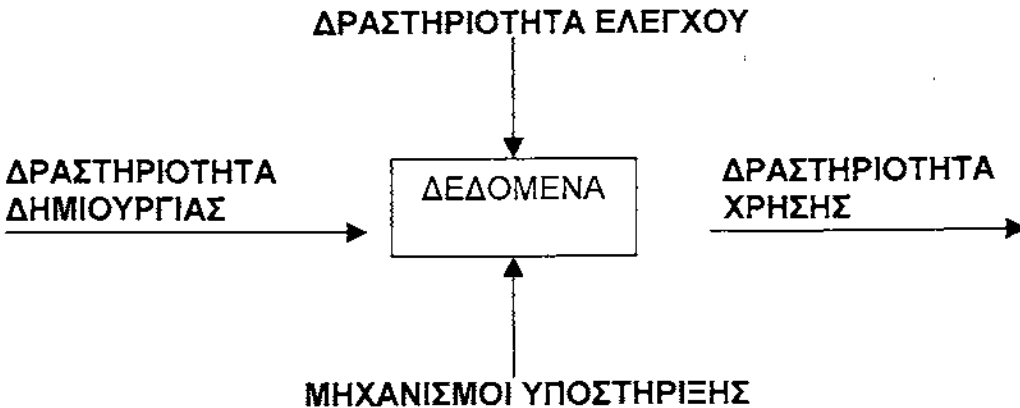 ΔΡΑΣΤΗΡΙΟΤΗΤΑ ΕΛΕΓΧΟΥ
ΔΡΑΣΤΗΡΙΟΤΗΤΑ
ΔΗΜΙΟΥΡΓΙΑΣ
ΔΕΔΟΜΕΝΑ
ΔΡΑΣΤΗΡΙΟΤΗΤΑ
ΧΡΗΣΗΣ
ΜΗΧΑΝΙΣΜΟΙ ΥΠΟΣΤΗΡΙΞΗΣ